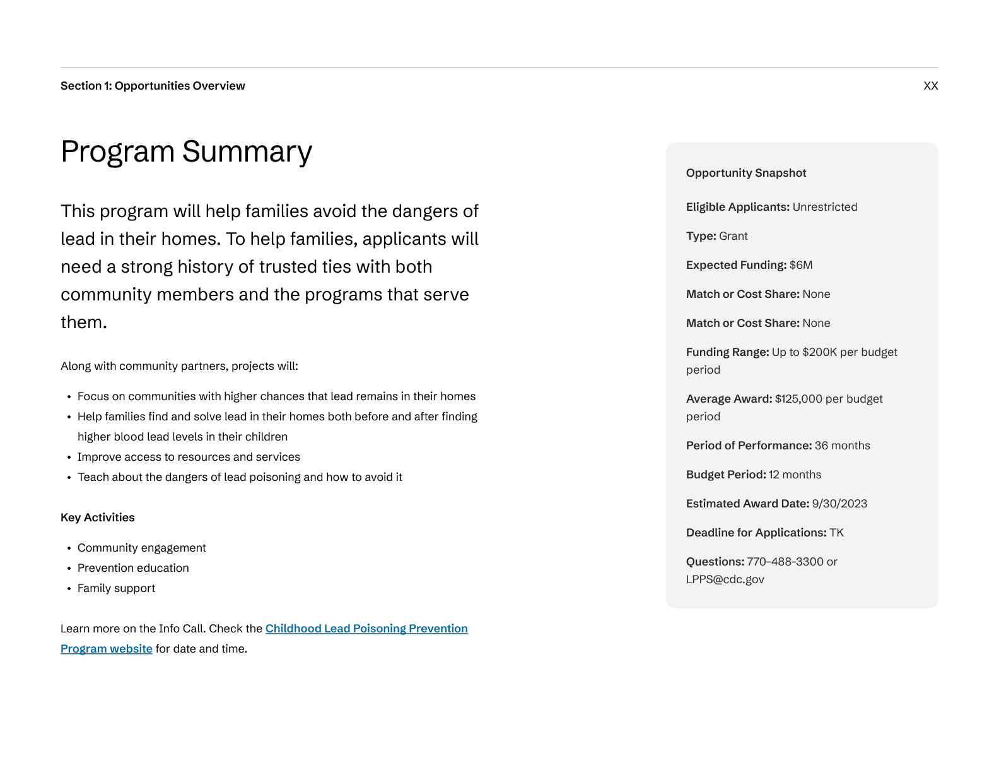 Section 1: Opportunities Overview
XX
Program Summary
This program will help families avoid the dangers of
lead in their homes. To help families, applicants will
need a strong history of trusted ties with both
community members and the programs that serve
them.
Along with community partners, projects will:
• Focus on communities with higher chances that lead remains in their homes
• Help families find and solve lead in their homes both before and after finding
higher blood lead levels in their children
• Improve access to resources and services
• Teach about the dangers of lead poisoning and how to avoid it
Key Activities
• Community engagement
• Prevention education
• Family support
Learn more on the Info Call. Check the Childhood Lead Poisoning Prevention
Program website for date and time.
Opportunity Snapshot
Eligible Applicants: Unrestricted
Type: Grant
Expected Funding: $6M
Match or Cost Share: None
Match or Cost Share: None
Funding Range: Up to $200K per budget
period
Average Award: $125,000 per budget
period
Period of Performance: 36 months
Budget Period: 12 months
Estimated Award Date: 9/30/2023
Deadline for Applications: TK
Questions: 770-488-3300 or
LPPS@cdc.gov